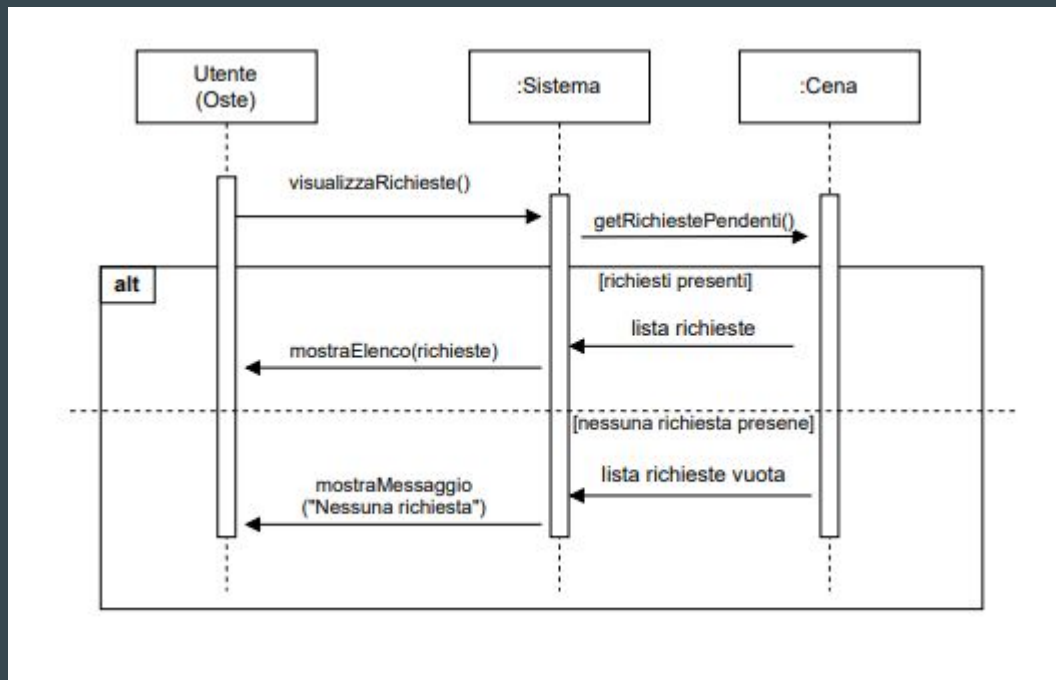 Utente
(Oste)
:Sistema
:Cena
visualizzaRichieste()
getRichiestePendenti()
alt
[richiesti presenti]
lista richieste
mostraElenco(richieste)
[nessuna richiesta presene]
lista richieste vuota
mostraMessaggio
("Nessuna richiesta")